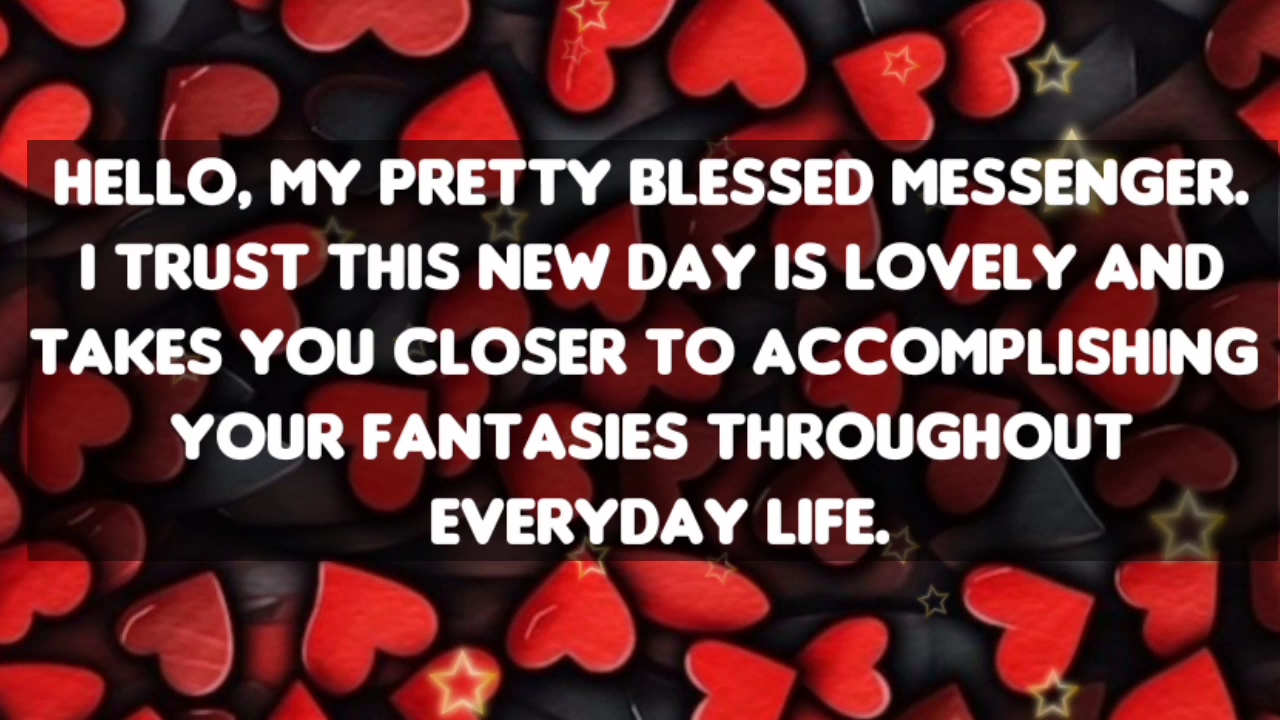 HELLO, MY PRETTY BLESSED MESSENGER.
I TRUST THIS NEW DAY IS LOVELY AND
TAKES YOU CLOSER TO ACCOMPLISHING
YOUR FANTASIES THROUGHOUT
EVERYDAY LIFE.